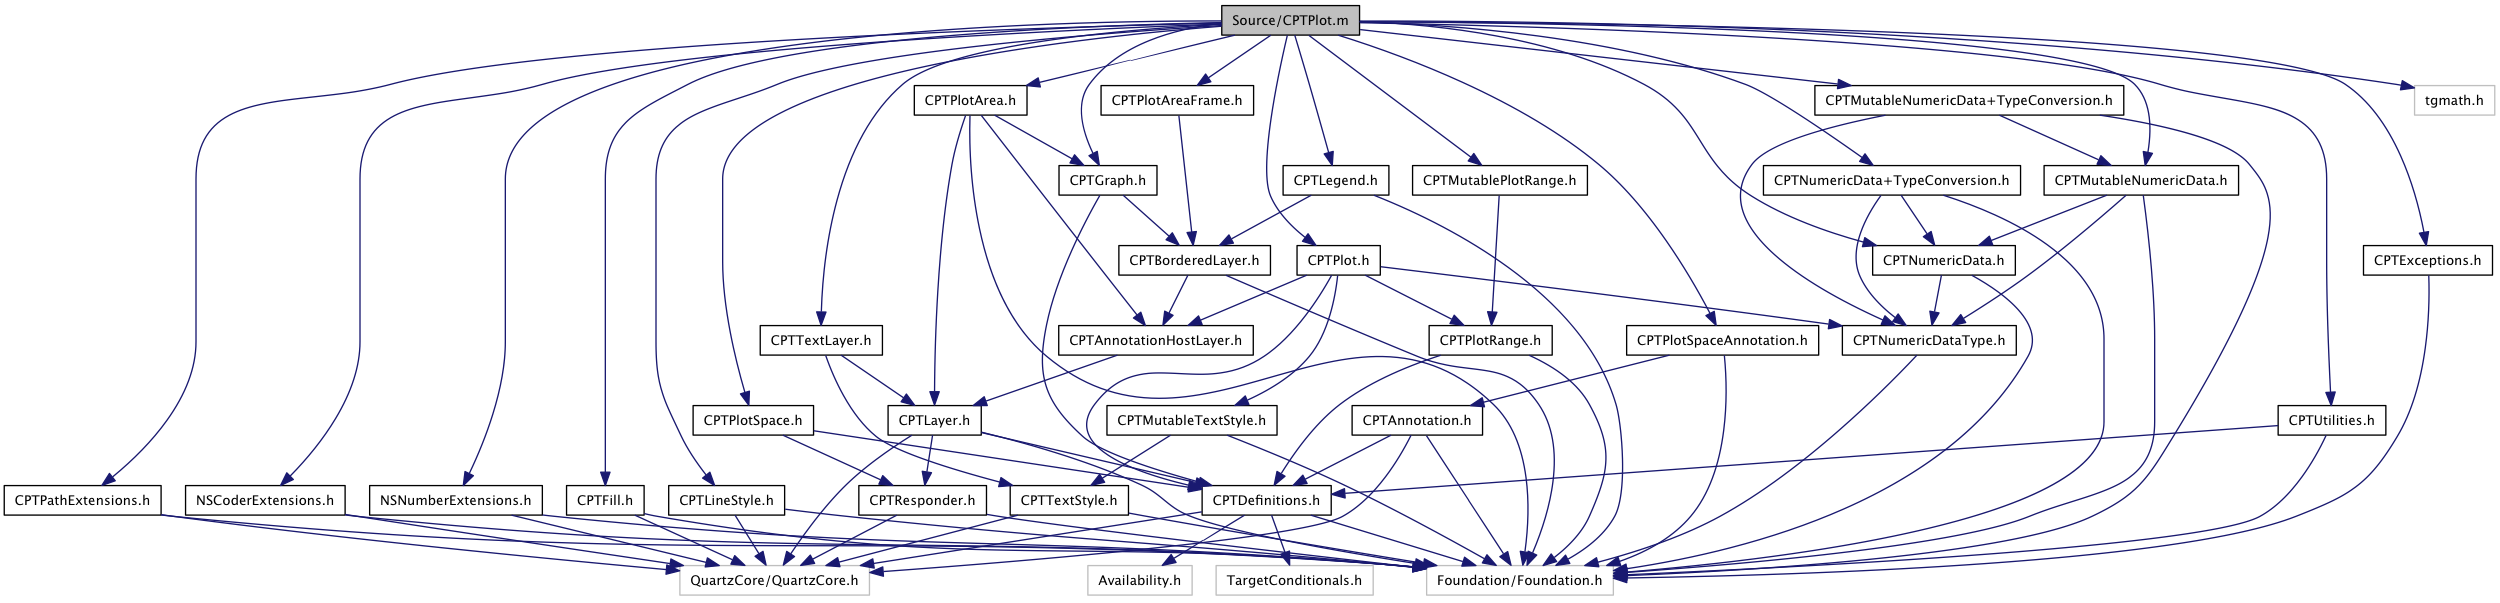 Source/CPTPlot.m
CPTPlotArea.h
CPTPlotAreaFrame.h
CPTMutableNumericData+TypeConversion.h
tgmath.h
CPTGraph.h
CPTLegend.h
CPTMutablePlotRange.h
CPTNumericData+TypeConversion.h
CPTMutableNumericData.h
CPTBorderedLayer.h
CPTPlot.h
CPTNumericData.h
CPTExceptions.h
CPTTextLayer.h
CPTAnnotationHostLayer.h
CPTPlotRange.h
CPTPlotSpaceAnnotation.h
CPTNumericDataType.h
CPTPlotSpace.h
CPTLayer.h
CPTMutableTextStyle.h
CPTAnnotation.h
CPTUtilities.h
CPTPathExtensions.h
NSCoderExtensions.h
NSNumberExtensions.h
CPTFill.h
CPTLineStyle.h
CPTResponder.h
CPTTextStyle.h
CPTDefinitions.h
QuartzCore/QuartzCore.h
Availability.h
TargetConditionals.h
Foundation/Foundation.h